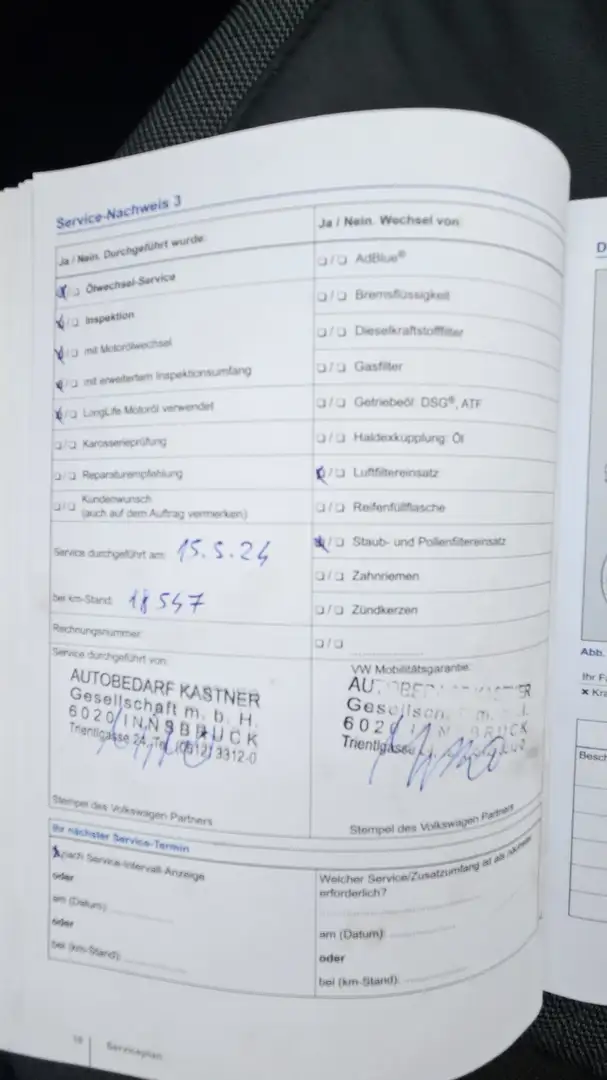 Service-Nachweis 3
Ja / Nein. Durchgeführt wurde:
Ölwechsel-Service
Inspektion
mit Motorölwechsel
mit erweitertem Inspektionsumfang
LongLife Motoröl verwendet
Karosserieprüfung
Reparaturempfehlung
Kundenwunsch
(auch auf dem Auftrag vermerken)
Service durchgeführt am: 15.5.24
bei km-Stand: 18547
Rechnungsnummer:
Service durchgeführt von:
AUTOBEDARF KASTNER
Gesellschaft m. b. H.
6020 INNSBRUCK
Trientlgasse 24, Tel. (0512) 3312-0
Stempel des Volkswagen Partners
Ja / Nein. Wechsel von:
AdBlue®
Bremsflüssigkeit
Dieselkraftstofffilter
Gasfilter
Getriebeöl: DSG®, ATF
Haldexkupplung: Öl
Luftfiltereinsatz
Reifenfüllflasche
Staub- und Pollenfiltereinsatz
Zahnriemen
Zündkerzen
VW Mobilitätsgarantie:
Trientlgasse
Stempel des Volkswagen Partners
Ihr nächster Service-Termin
nach Service-Intervall-Anzeige
oder
am (Datum):
oder
bei (km-Stand):
Welcher Service/Zusatzumfang ist als nächstes
erforderlich?
am (Datum):
oder
bei (km-Stand):
18 Serviceplan
D
Abb.
Ihr F
Besch